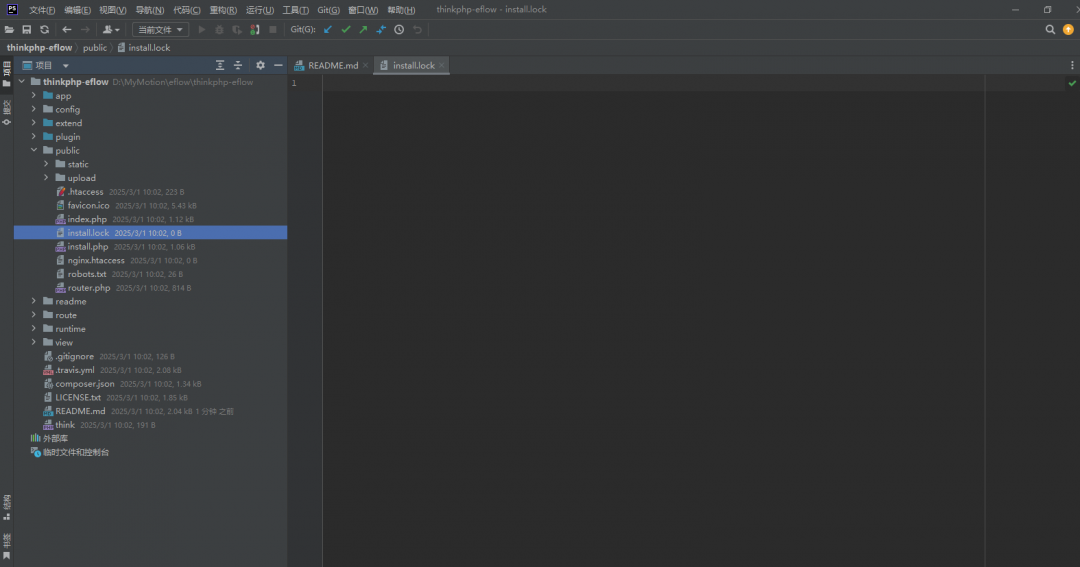 PS 文件(F) 编辑(E) 视图(V) 导航(N) 代码(C) 重构(R) 运行(U) 工具(T) Git(G) 窗口(W) 帮助(H) thinkphp-eflow - install.lock
当前文件 Git(G):
thinkphp-eflow public install.lock
项目 README.md install.lock
thinkphp-eflow D:\MyMotion\eflow\thinkphp-eflow 1
app
config
extend
plugin
public
static
upload
.htaccess 2025/3/1 10:02, 223 B
favicon.ico 2025/3/1 10:02, 5.43 kB
index.php 2025/3/1 10:02, 1.12 kB
install.lock 2025/3/1 10:02, 0 B
install.php 2025/3/1 10:02, 1.06 kB
nginx.htaccess 2025/3/1 10:02, 0 B
robots.txt 2025/3/1 10:02, 26 B
router.php 2025/3/1 10:02, 814 B
readme
route
runtime
view
.gitignore 2025/3/1 10:02, 126 B
.travis.yml 2025/3/1 10:02, 2.08 kB
composer.json 2025/3/1 10:02, 1.34 kB
LICENSE.txt 2025/3/1 10:02, 1.85 kB
README.md 2025/3/1 10:02, 2.04 kB 1 分钟 之前
think 2025/3/1 10:02, 191 B
外部库
临时文件和控制台
项目
提交
结构
书签